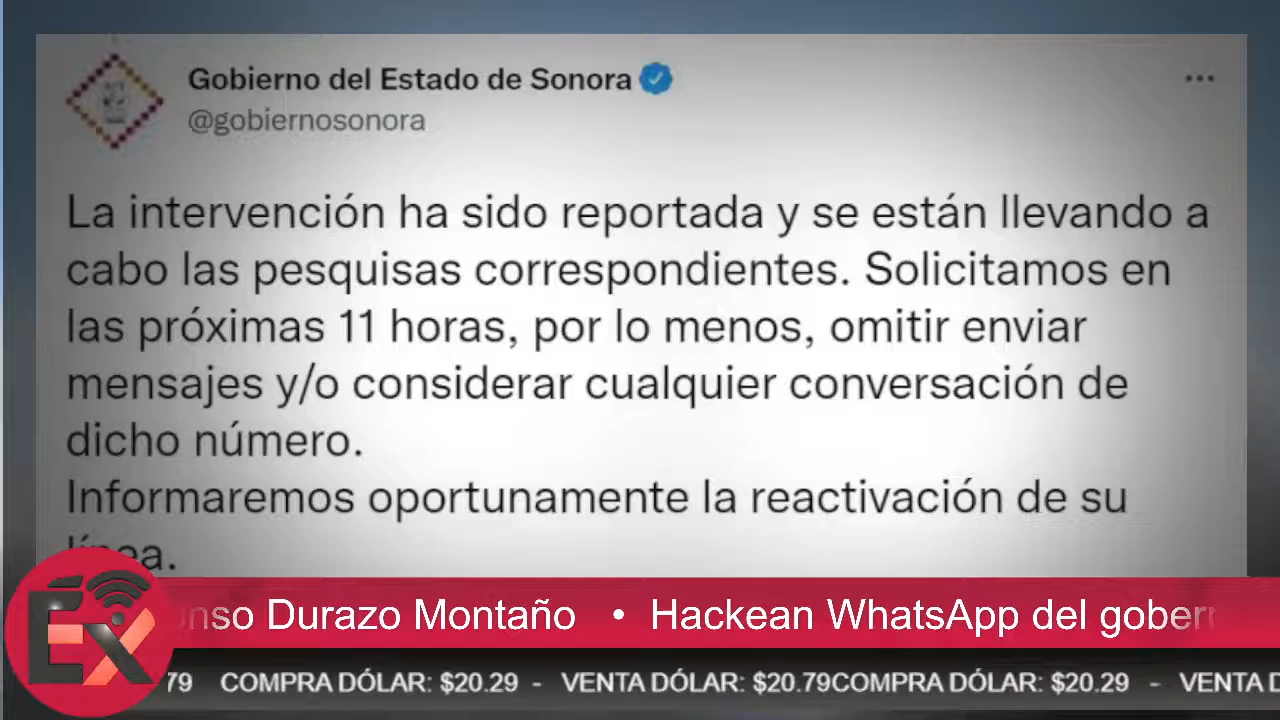 Gobierno del Estado de Sonora
@gobiernosonora
La intervención ha sido reportada y se están llevando a
cabo las pesquisas correspondientes. Solicitamos en
las próximas 11 horas, por lo menos, omitir enviar
mensajes y/o considerar cualquier conversación de
dicho número.
Informaremos oportunamente la reactivación de su
línea.
Durazo Montaño • Hackean WhatsApp del
EX
79 COMPRA DÓLAR: $20.29 - VENTA DÓLAR: $20.79COMPRA DÓLAR: $20.29 - VENTA